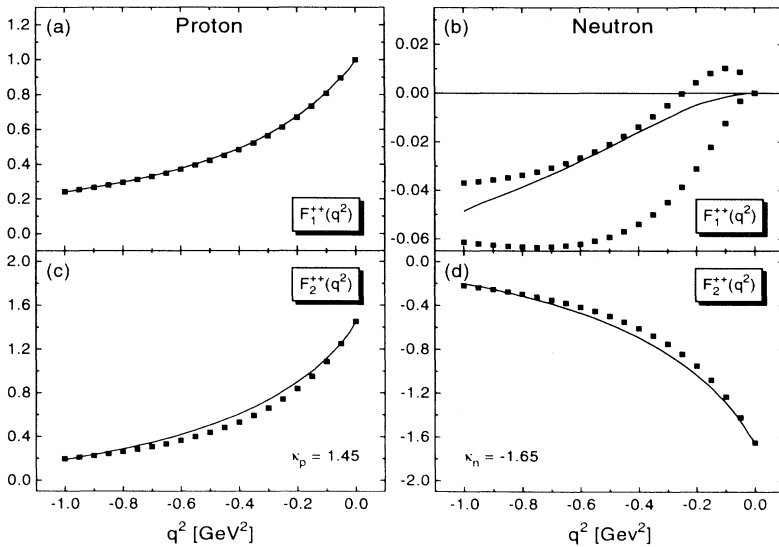 (a) Proton
1.2
1.0
0.8
0.6
0.4
0.2
0.0
F₁⁺⁺(q²)
(b) Neutron
0.02
0.00
-0.02
-0.04
-0.06
F₁⁺⁺(q²)
(c)
2.0
1.6
1.2
0.8
0.4
0.0
F₂⁺⁺(q²)
κp = 1.45
-1.0 -0.8 -0.6 -0.4 -0.2 0.0
q² [GeV²]
(d)
-0.0
-0.4
-0.8
-1.2
-1.6
-2.0
F₂⁺⁺(q²)
κn = -1.65
-1.0 -0.8 -0.6 -0.4 -0.2 0.0
q² [GeV²]